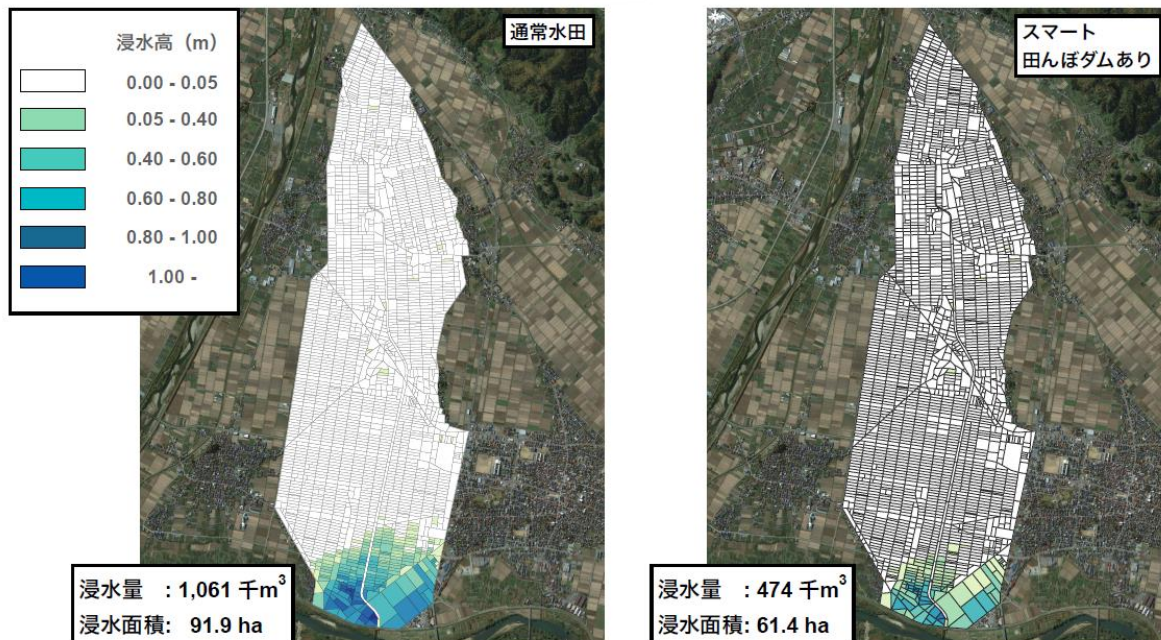 浸水高(m)
0.00 - 0.05
0.05 - 0.40
0.40 - 0.60
0.60 - 0.80
0.80 - 1.00
1.00 -
通常水田
浸水量 : 1,061 千m³
浸水面積: 91.9 ha
スマート
田んぼダムあり
浸水量 : 474 千m³
浸水面積: 61.4 ha